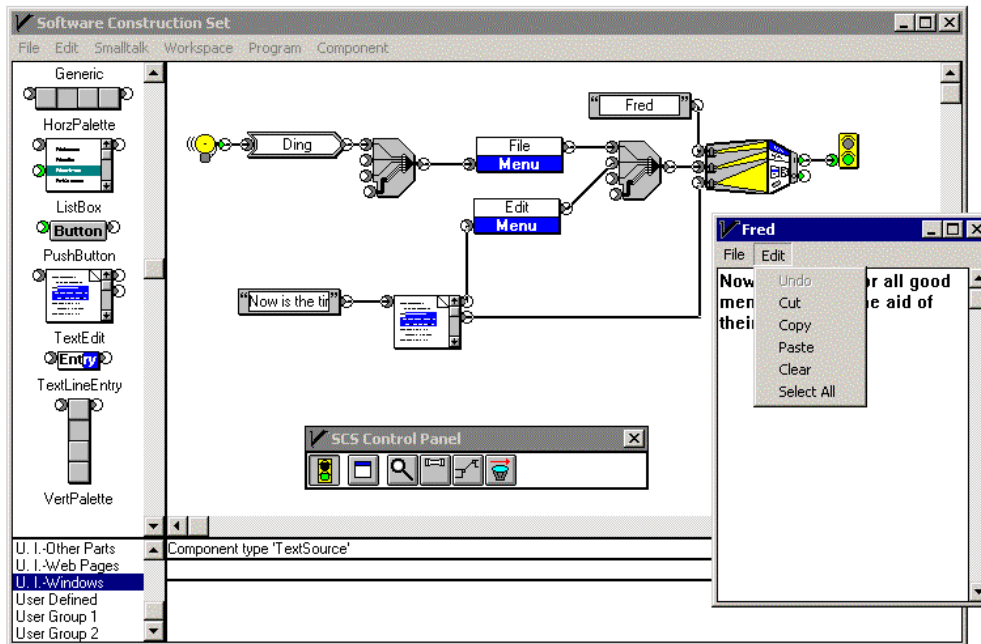 Software Construction Set
File Edit Smalltalk Workspace Program Component
Generic
HorzPalette
ListBox
Button
PushButton
TextEdit
Entry
TextLineEntry
VertPalette
U. I.-Other Parts
U. I.-Web Pages
U. I.-Windows
User Defined
User Group 1
User Group 2
“ Fred ”
Ding
File
Menu
Edit
Menu
“Now is the tir”
SCS Control Panel
Component type 'TextSource'
Fred
File Edit
Now r all good
men e aid of
thei
Undo
Cut
Copy
Paste
Clear
Select All